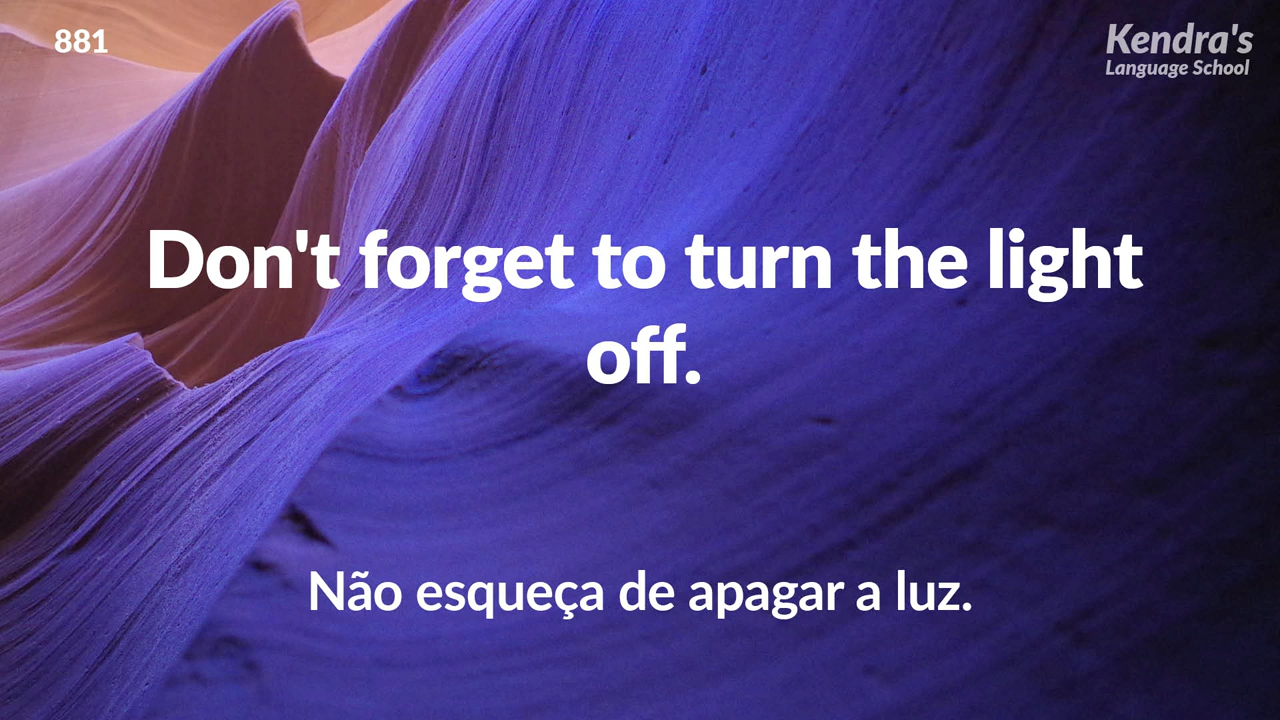 881
Kendra's
Language School
Don't forget to turn the light
off.
Não esqueça de apagar a luz.